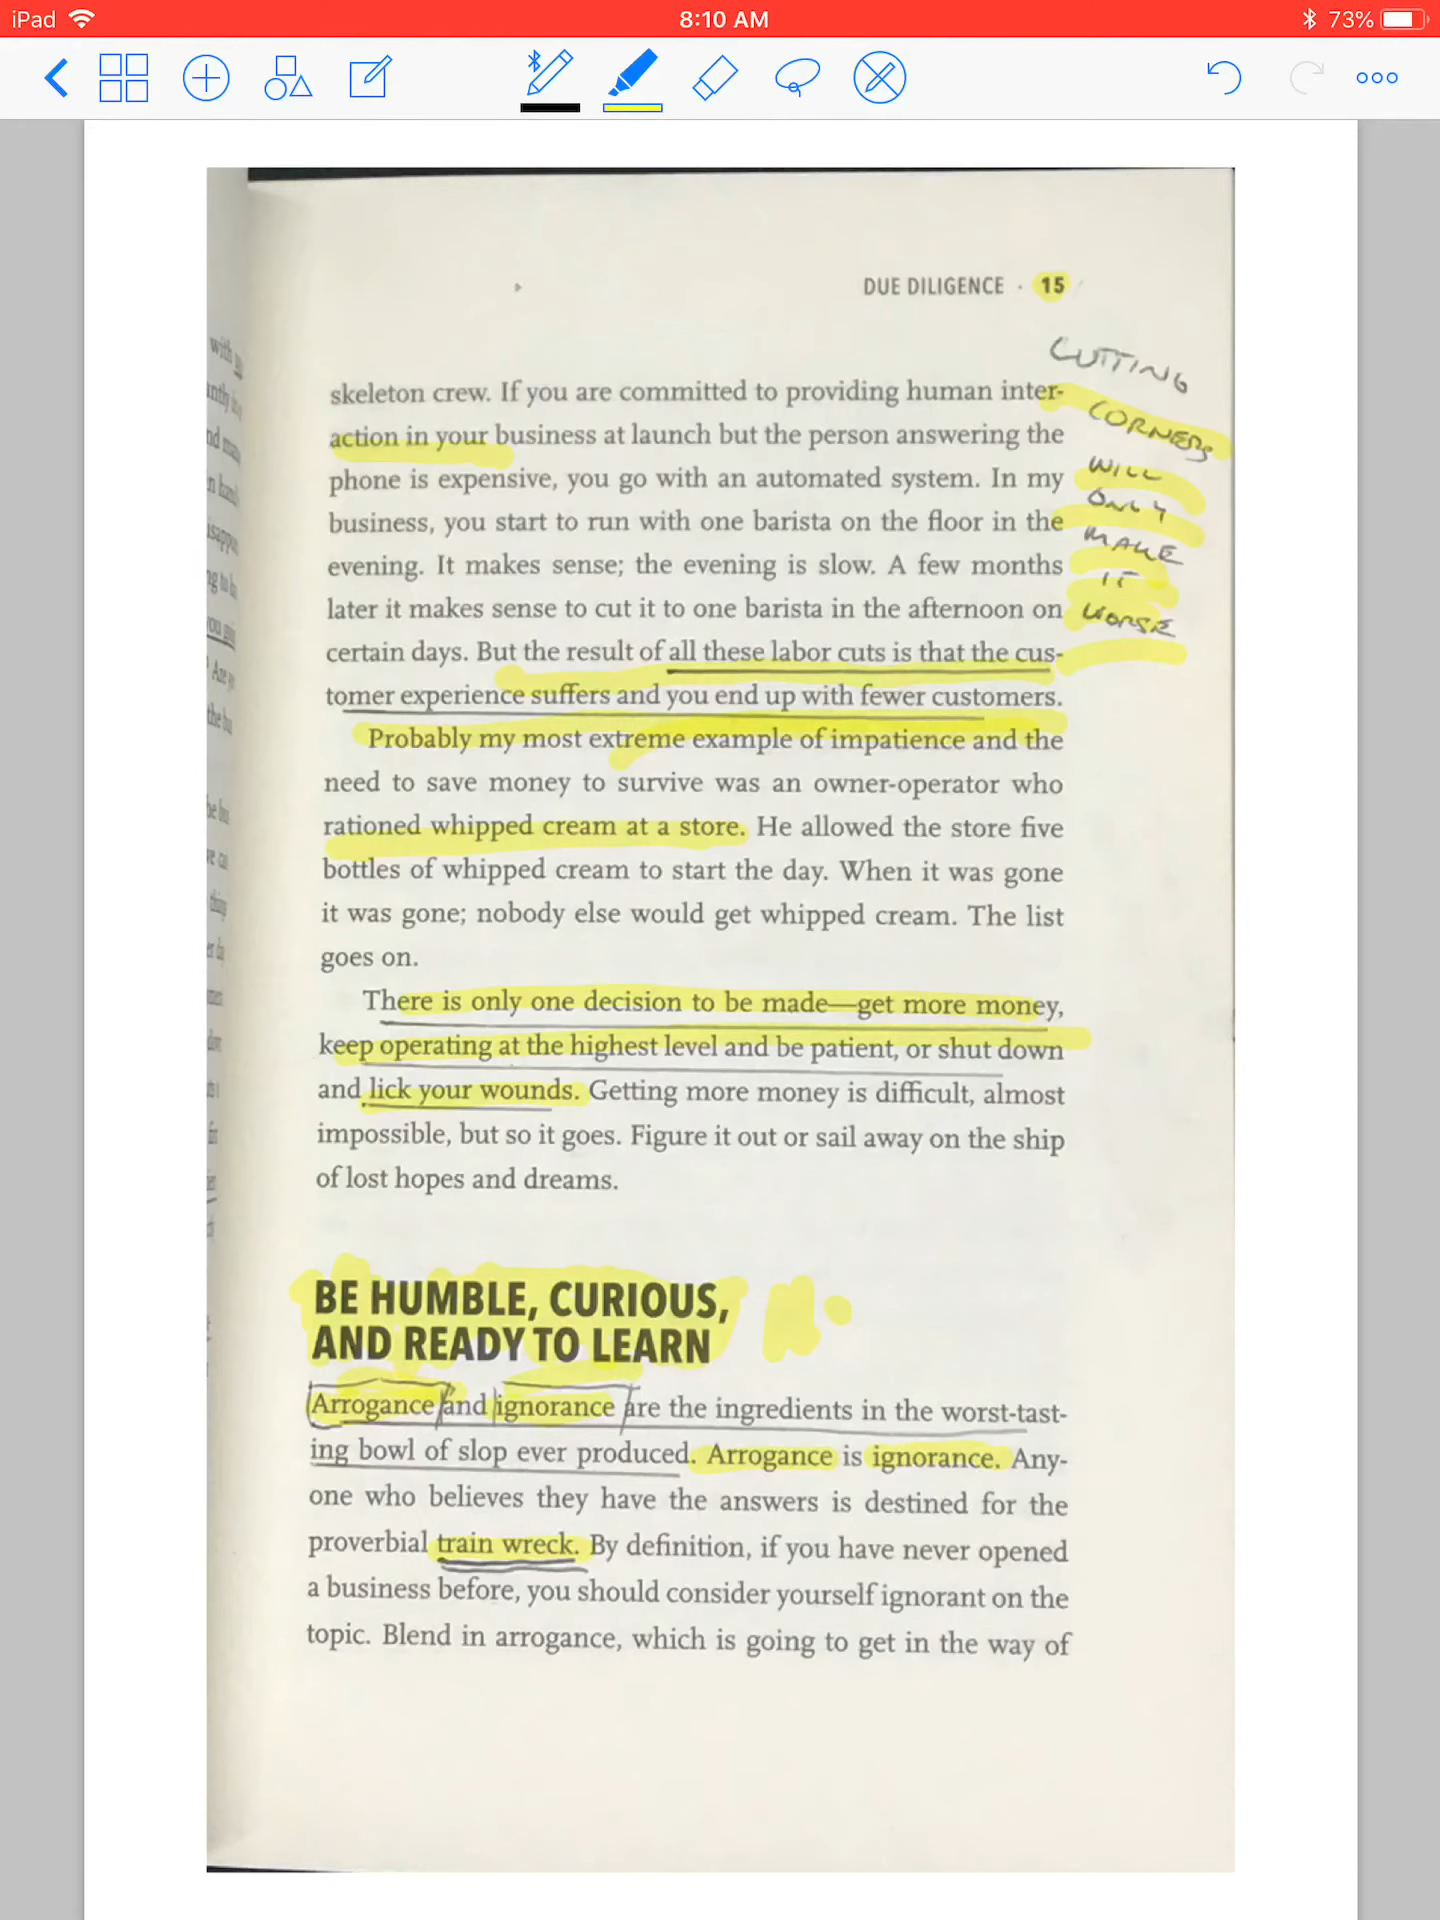 iPad
8:10 AM
73%
DUE DILIGENCE · 15
CUTTING
CORNERS
WILL
ONLY
MAKE
IT
WORSE
skeleton crew. If you are committed to providing human inter-
action in your business at launch but the person answering the
phone is expensive, you go with an automated system. In my
business, you start to run with one barista on the floor in the
evening. It makes sense; the evening is slow. A few months
later it makes sense to cut it to one barista in the afternoon on
certain days. But the result of all these labor cuts is that the cus-
tomer experience suffers and you end up with fewer customers.
Probably my most extreme example of impatience and the
need to save money to survive was an owner-operator who
rationed whipped cream at a store. He allowed the store five
bottles of whipped cream to start the day. When it was gone
it was gone; nobody else would get whipped cream. The list
goes on.
There is only one decision to be made—get more money,
keep operating at the highest level and be patient, or shut down
and lick your wounds. Getting more money is difficult, almost
impossible, but so it goes. Figure it out or sail away on the ship
of lost hopes and dreams.
BE HUMBLE, CURIOUS,
AND READY TO LEARN
Arrogance and ignorance are the ingredients in the worst-tast-
ing bowl of slop ever produced. Arrogance is ignorance. Any-
one who believes they have the answers is destined for the
proverbial train wreck. By definition, if you have never opened
a business before, you should consider yourself ignorant on the
topic. Blend in arrogance, which is going to get in the way of